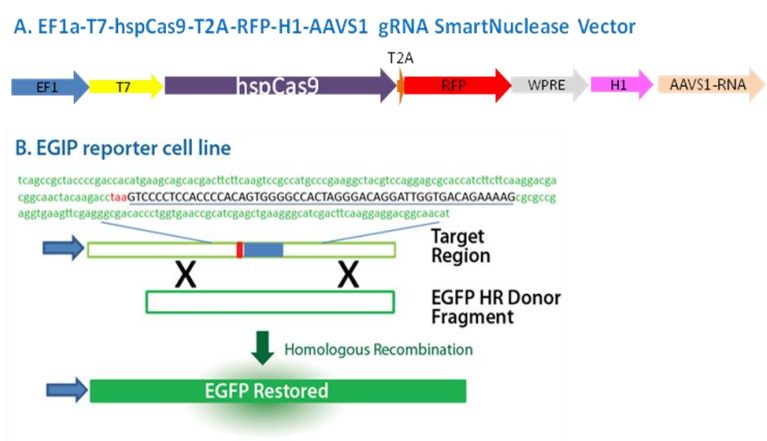 A. EF1a-T7-hspCas9-T2A-RFP-H1-AAVS1 gRNA SmartNuclease Vector
T2A
EF1 T7 hspCas9 RFP WPRE H1 AAVS1-RNA
B. EGIP reporter cell line
tcagccgctaccccgaccacatgaagcagcacgacttcttcaagtccgccatgcccgaaggctacgtccaggagcgcaccatcttcttcaaggacga
cggcaactacaagacctaaGTCCCCTCCACCCCACAGTGGGGCCACTAGGGACAGGATTGGTGACAGAAAAGcgcgccg
aggtgaagttcgagggcgacaccctggtgaaccgcatcgagctgaagggcatcgacttcaaggaggacggcaacat
Target
Region
X X
EGFP HR Donor
Fragment
Homologous Recombination
EGFP Restored